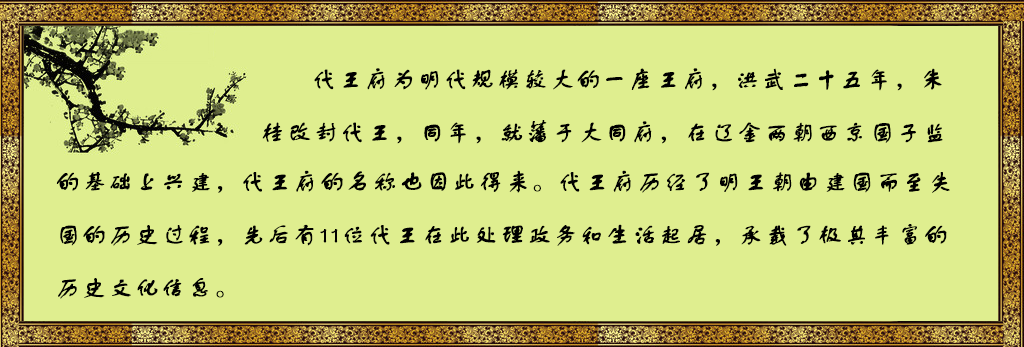 代王府为明代规模较大的一座王府，洪武二十五年，朱
桂改封代王，同年，就藩于大同府，在辽金两朝西京国子监
的基础上兴建，代王府的名称也因此得来。代王府历经了明王朝由建国而至失
国的历史过程，先后有11位代王在此处理政务和生活起居，承载了极其丰富的
历史文化信息。